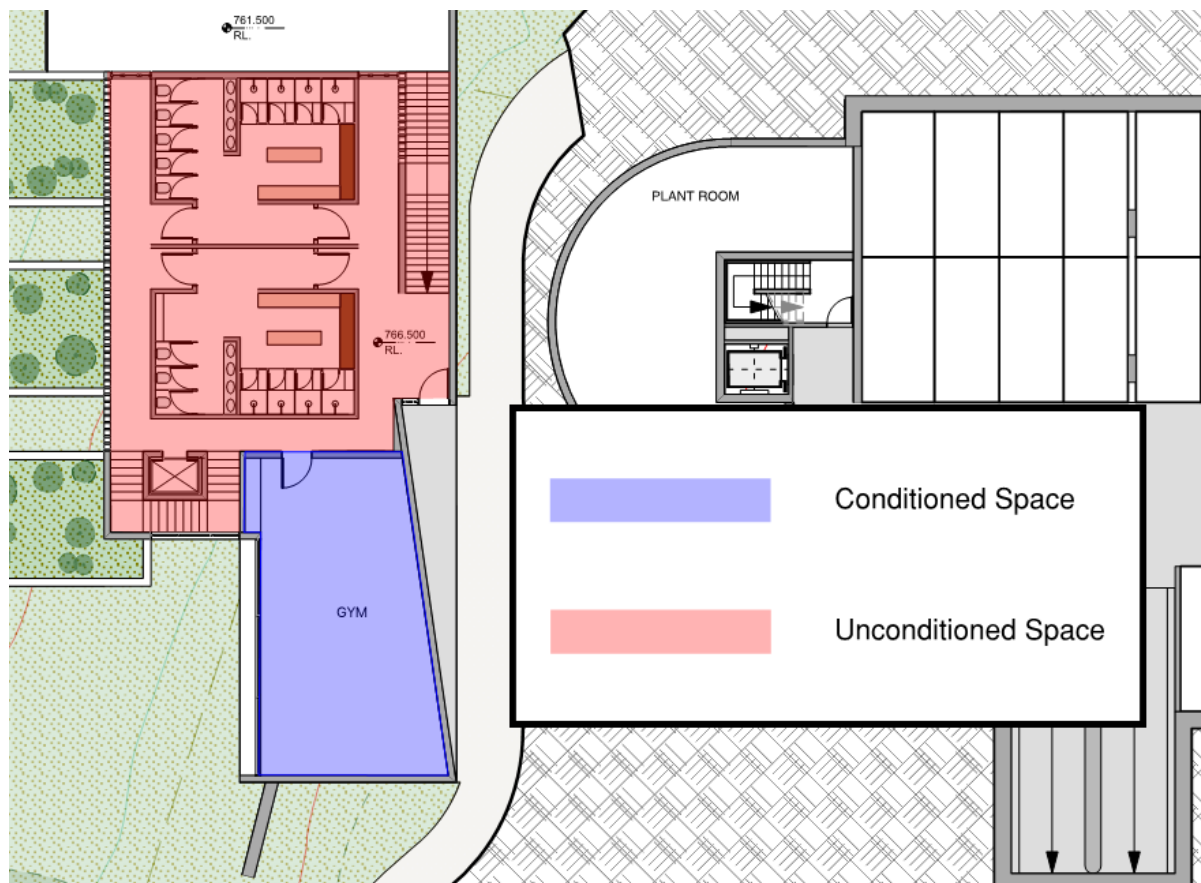 761.500
RL.
PLANT ROOM
766.500
RL.
Conditioned Space
GYM
Unconditioned Space